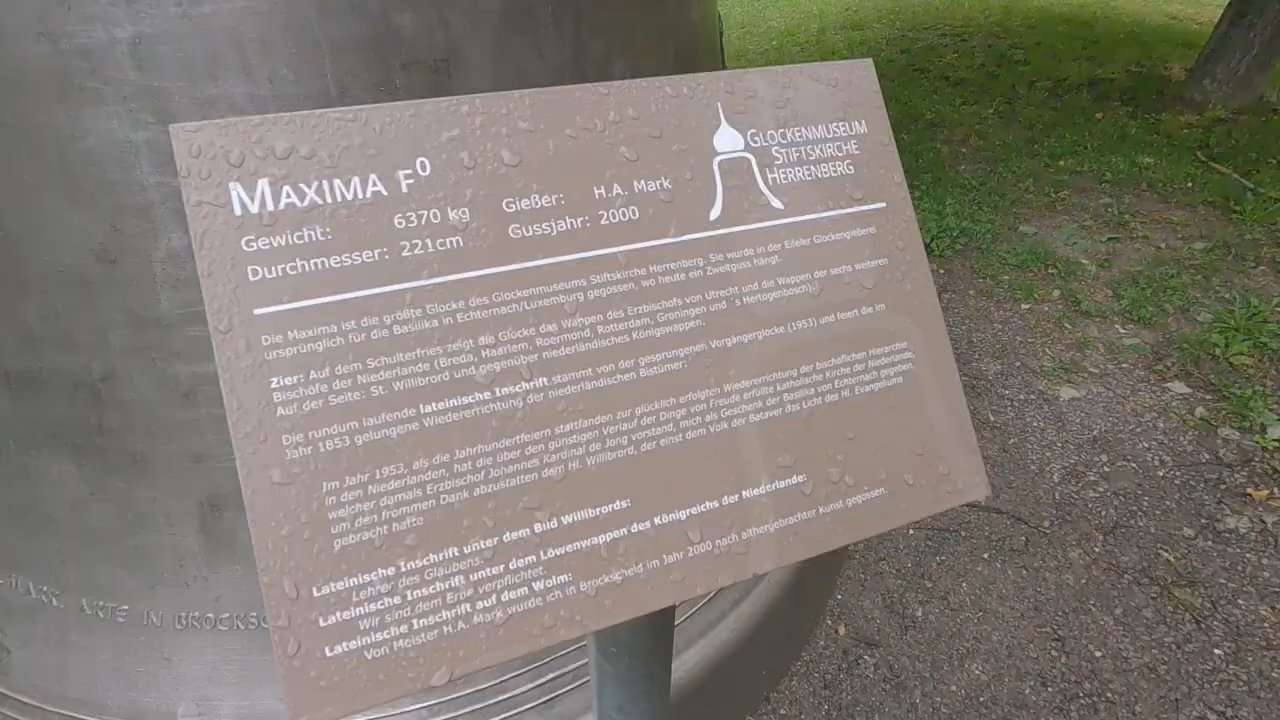 MAXIMA F⁰
GLOCKENMUSEUM
STIFTSKIRCHE
HERRENBERG
Gewicht: 6370 kg Gießer: H.A. Mark
Durchmesser: 221cm Gussjahr: 2000
Die Maxima ist die größte Glocke des Glockenmuseums Stiftskirche Herrenberg. Sie wurde in der Eifeler Glockengießerei
ursprünglich für die Basilika in Echternach/Luxemburg gegossen, wo heute ein Zweitguss hängt.
Zier: Auf dem Schulterfries zeigt die Glocke das Wappen des Erzbischofs von Utrecht und die Wappen der sechs weiteren
Bischöfe der Niederlande (Breda, Haarlem, Roermond, Rotterdam, Groningen und ´s Hertogenbosch).
Auf der Seite: St. Willibrord und gegenüber niederländisches Königswappen.
Die rundum laufende lateinische Inschrift stammt von der gesprungenen Vorgängerglocke (1953) und feiert die im
Jahr 1853 gelungene Wiedererrichtung der niederländischen Bistümer:
Im Jahr 1953, als die Jahrhundertfeiern stattfanden zur glücklich erfolgten Wiedererrichtung der bischöflichen Hierarchie
in den Niederlanden, hat die über den günstigen Verlauf der Dinge von Freude erfüllte katholische Kirche der Niederlande,
welcher damals Erzbischof Johannes Kardinal de Jong vorstand, mich als Geschenk der Basilika von Echternach gegeben,
um den frommen Dank abzustatten dem Hl. Willibrord, der einst dem Volk der Bataver das Licht des Hl. Evangeliums
gebracht hatte
Lateinische Inschrift unter dem Bild Willibrords:
Lehrer des Glaubens.
Lateinische Inschrift unter dem Löwenwappen des Königreichs der Niederlande:
Wir sind dem Erbe verpflichtet.
Lateinische Inschrift auf dem Wolm:
Von Meister H.A. Mark wurde ich in Brockscheid im Jahr 2000 nach althergebrachter Kunst gegossen.
MARK. ARTE IN BROCKSC